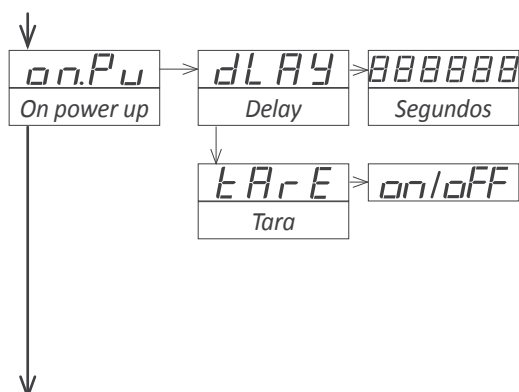 on.Pu
dLAY
888888
On power up
Delay
Segundos
tArE
on/oFF
Tara